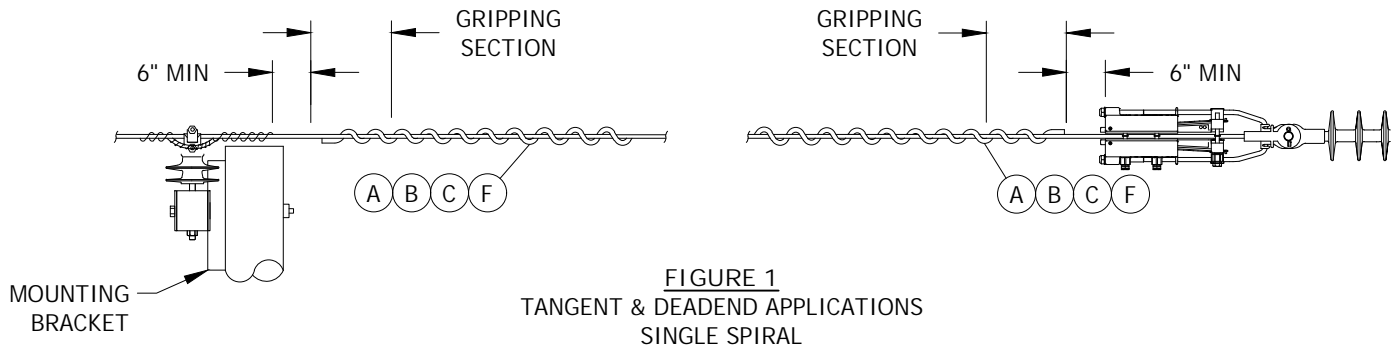 GRIPPING
SECTION
6" MIN
GRIPPING
SECTION
6" MIN
A B C F
A B C F
MOUNTING
BRACKET
FIGURE 1
TANGENT & DEADEND APPLICATIONS
SINGLE SPIRAL